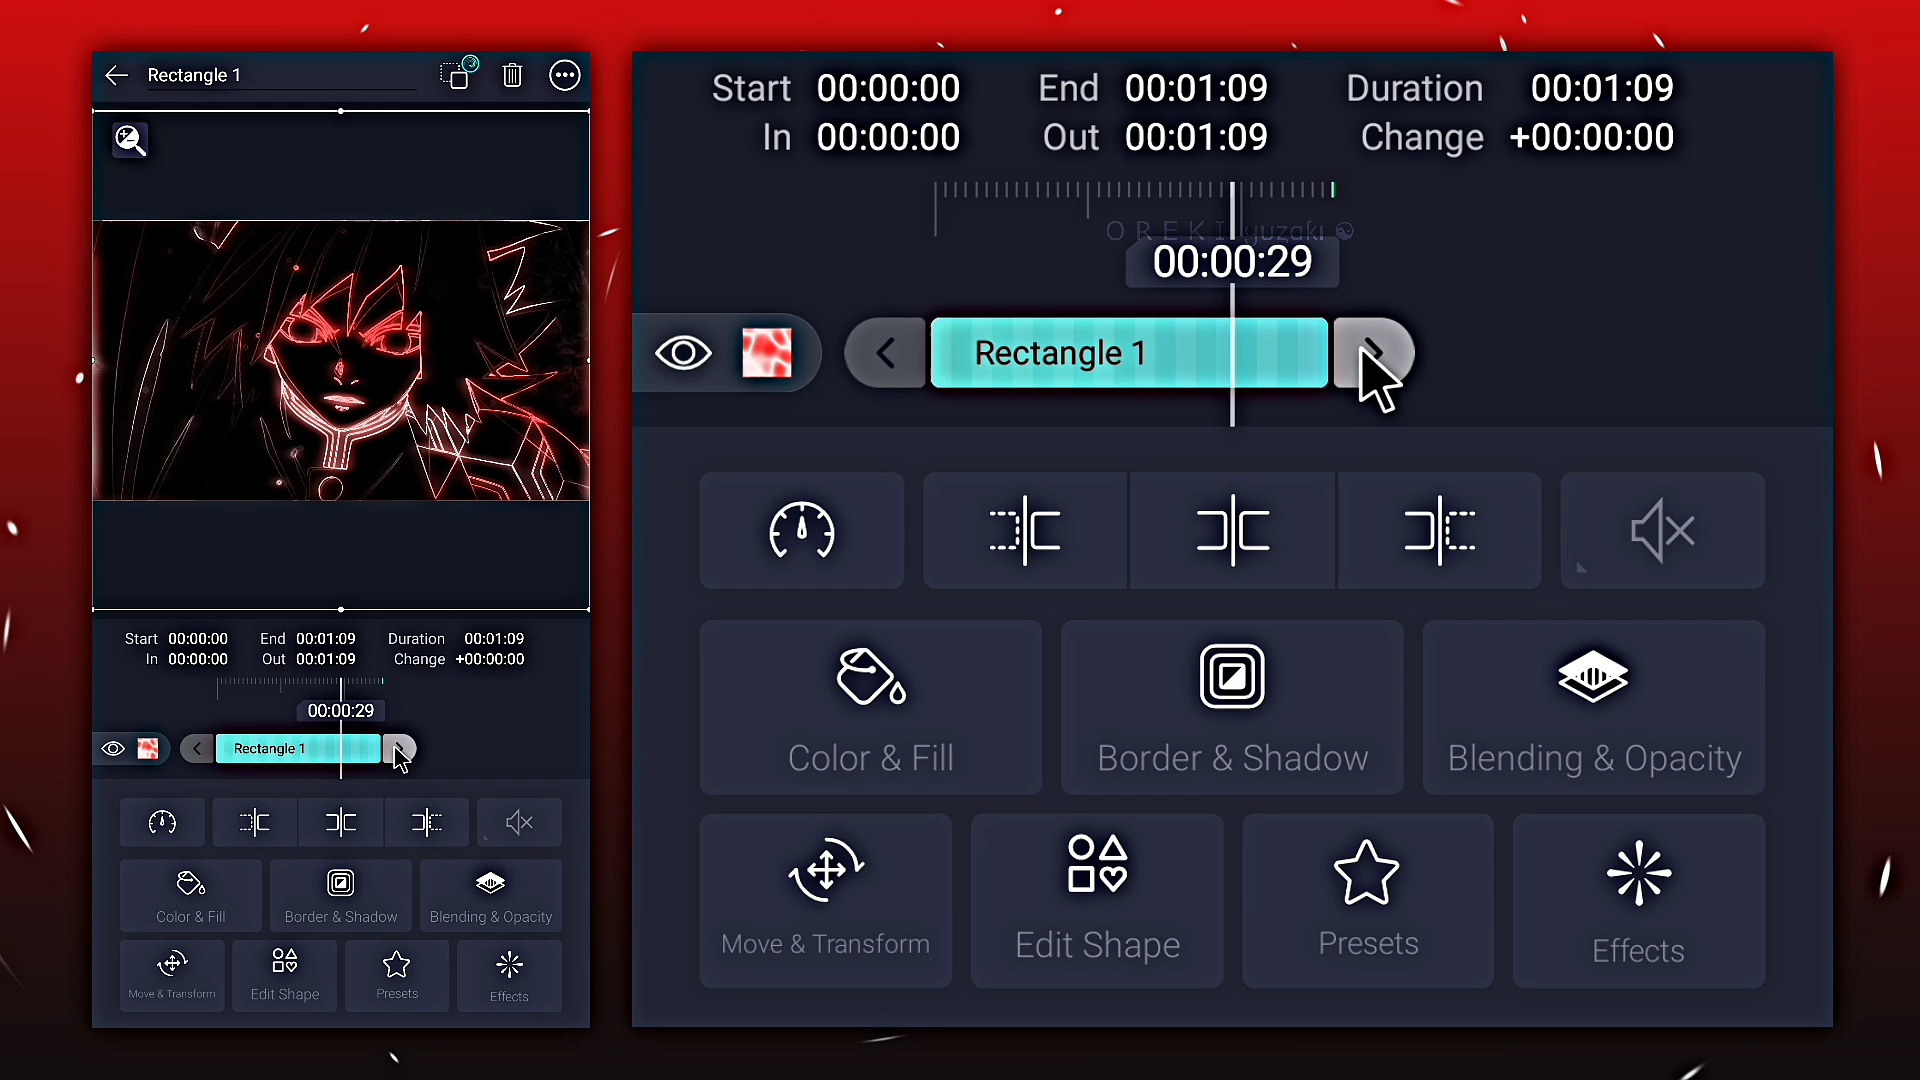 Rectangle 1
Start 00:00:00 End 00:01:09 Duration 00:01:09
In 00:00:00 Out 00:01:09 Change +00:00:00
00:00:29
Rectangle 1
Color & Fill Border & Shadow Blending & Opacity
Move & Transform Edit Shape Presets Effects
Start 00:00:00 End 00:01:09 Duration 00:01:09
In 00:00:00 Out 00:01:09 Change +00:00:00
O R E K I yuzaki
00:00:29
Rectangle 1
Color & Fill Border & Shadow Blending & Opacity
Move & Transform Edit Shape Presets Effects